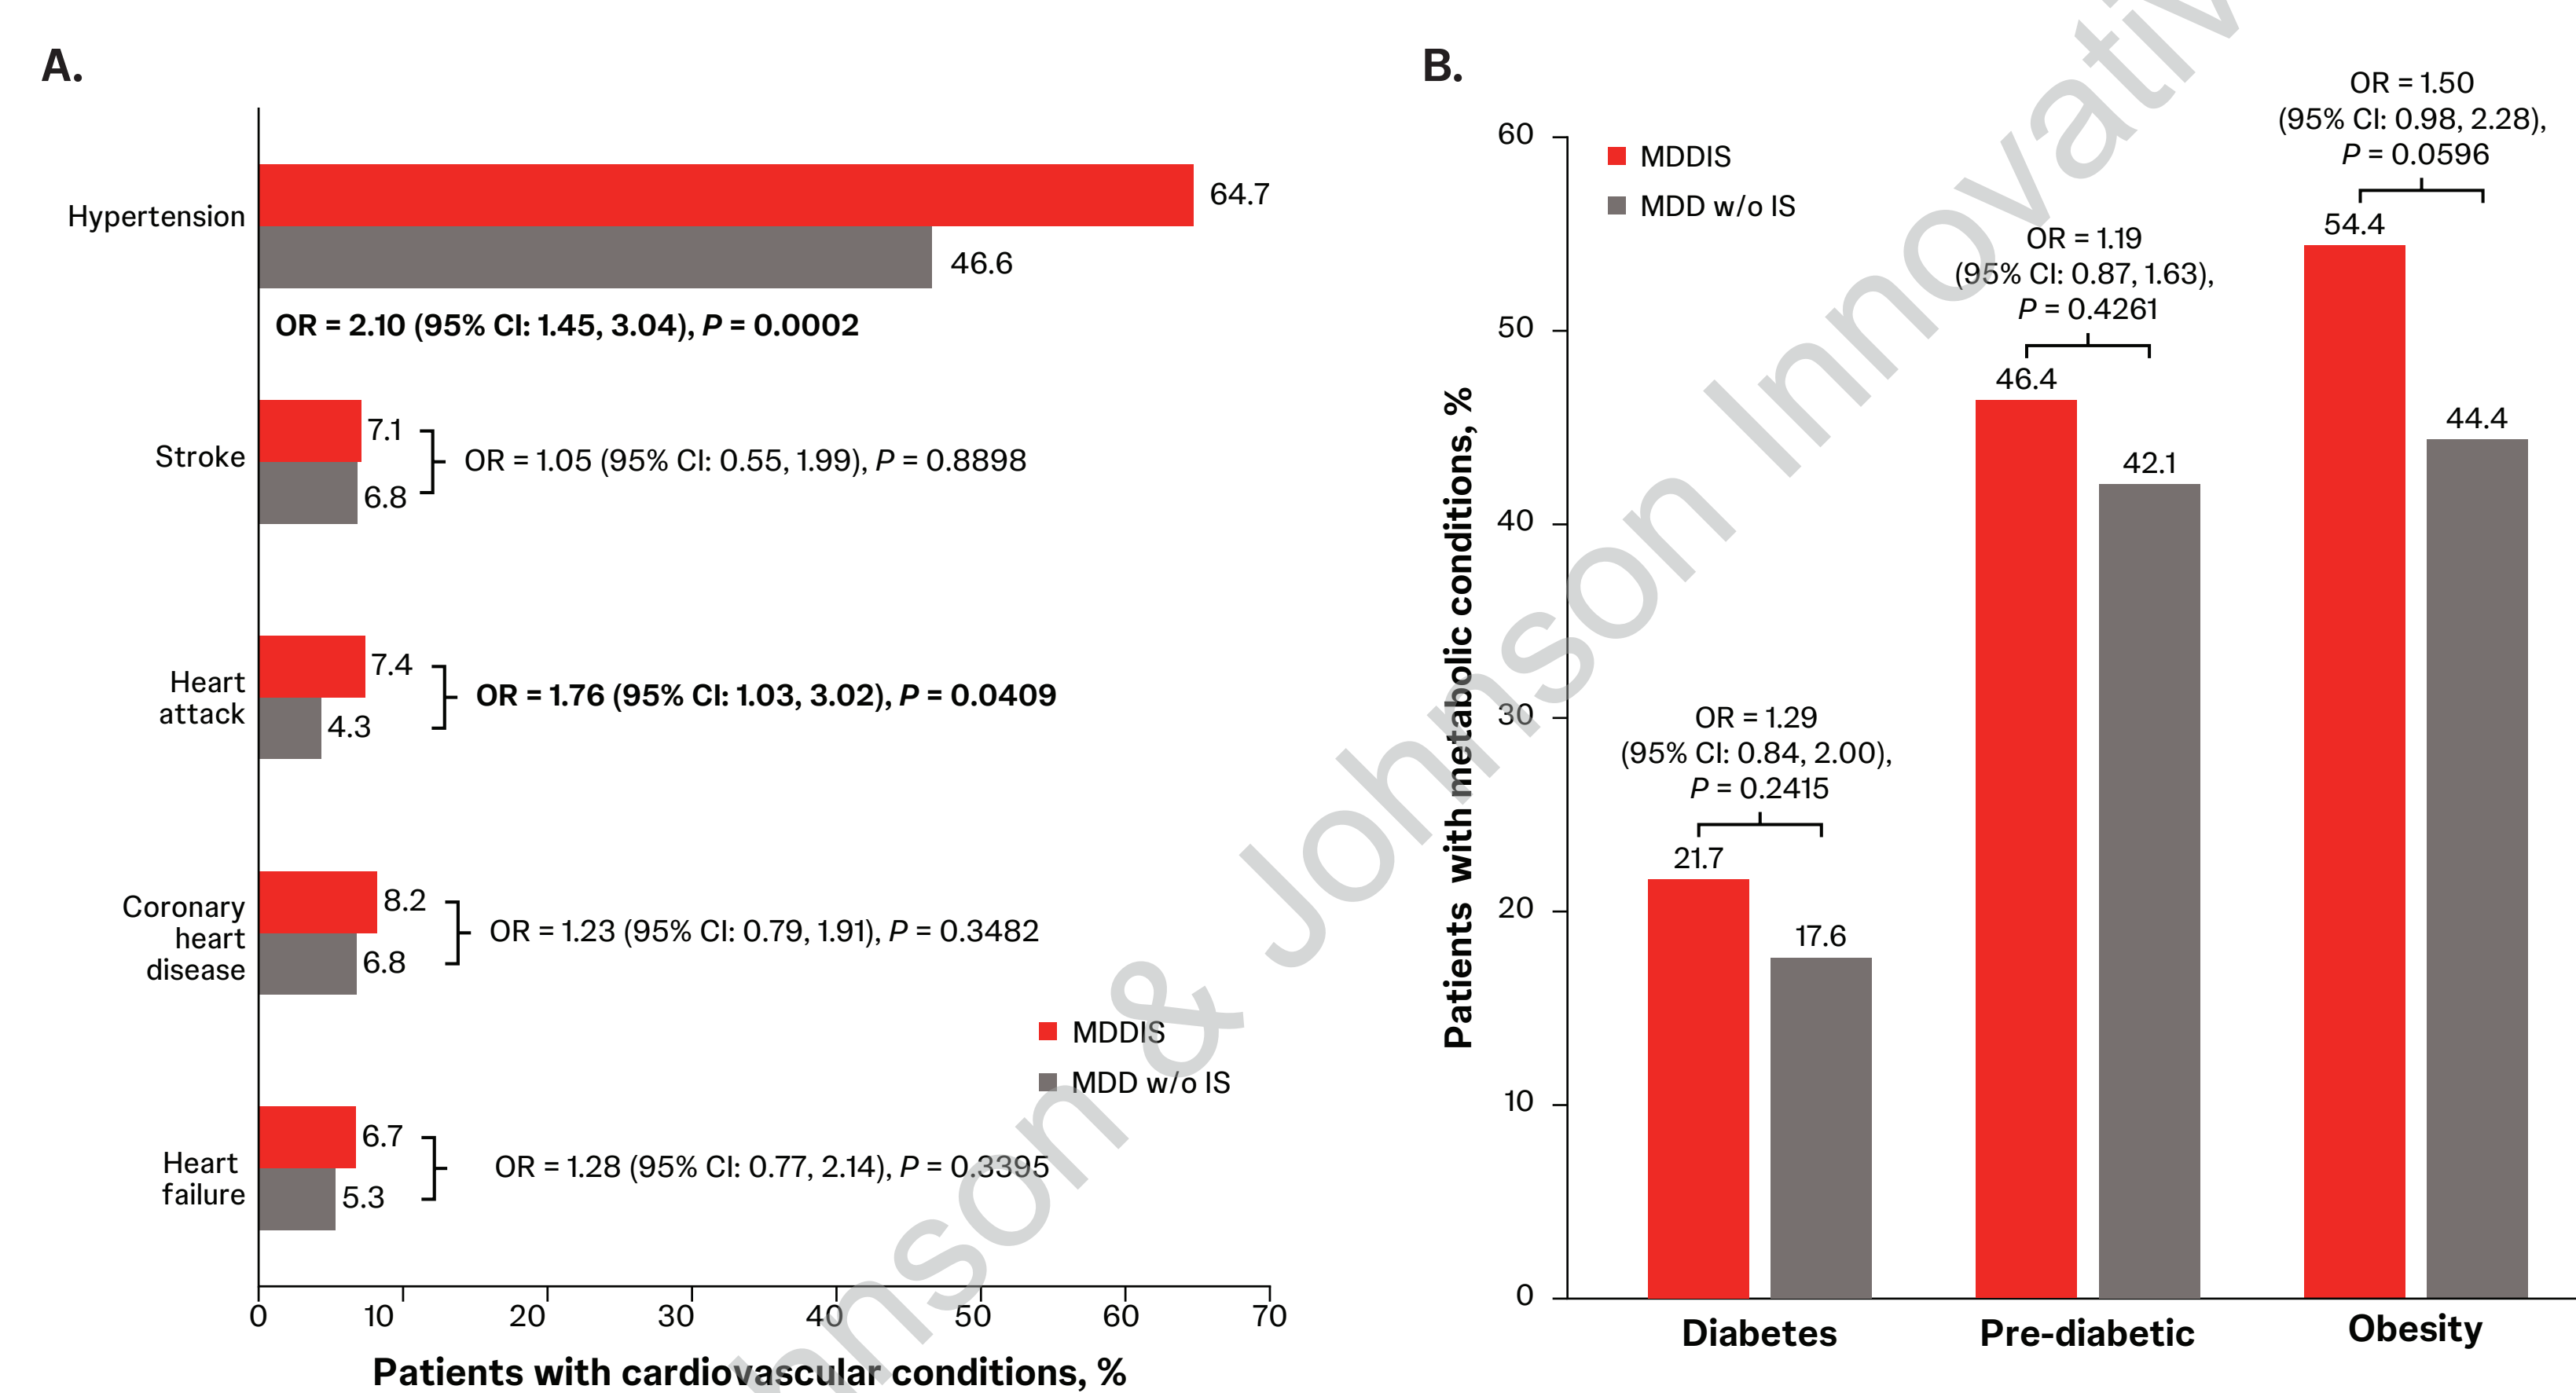 A.
Hypertension
64.7
46.6
OR = 2.10 (95% CI: 1.45, 3.04), P = 0.0002
Stroke
7.1
6.8
OR = 1.05 (95% CI: 0.55, 1.99), P = 0.8898
Heart
attack
7.4
4.3
OR = 1.76 (95% CI: 1.03, 3.02), P = 0.0409
Coronary
heart
disease
8.2
6.8
OR = 1.23 (95% CI: 0.79, 1.91), P = 0.3482
MDDIS
MDD w/o IS
Heart
failure
6.7
5.3
OR = 1.28 (95% CI: 0.77, 2.14), P = 0.3395
0 10 20 30 40 50 60 70
Patients with cardiovascular conditions, %
B.
Patients with metabolic conditions, %
60
50
40
30
20
10
0
MDDIS
MDD w/o IS
OR = 1.29
(95% CI: 0.84, 2.00),
P = 0.2415
21.7
17.6
OR = 1.19
(95% CI: 0.87, 1.63),
P = 0.4261
46.4
42.1
OR = 1.50
(95% CI: 0.98, 2.28),
P = 0.0596
54.4
44.4
Diabetes Pre-diabetic Obesity
hnson & Johnson Innovativ